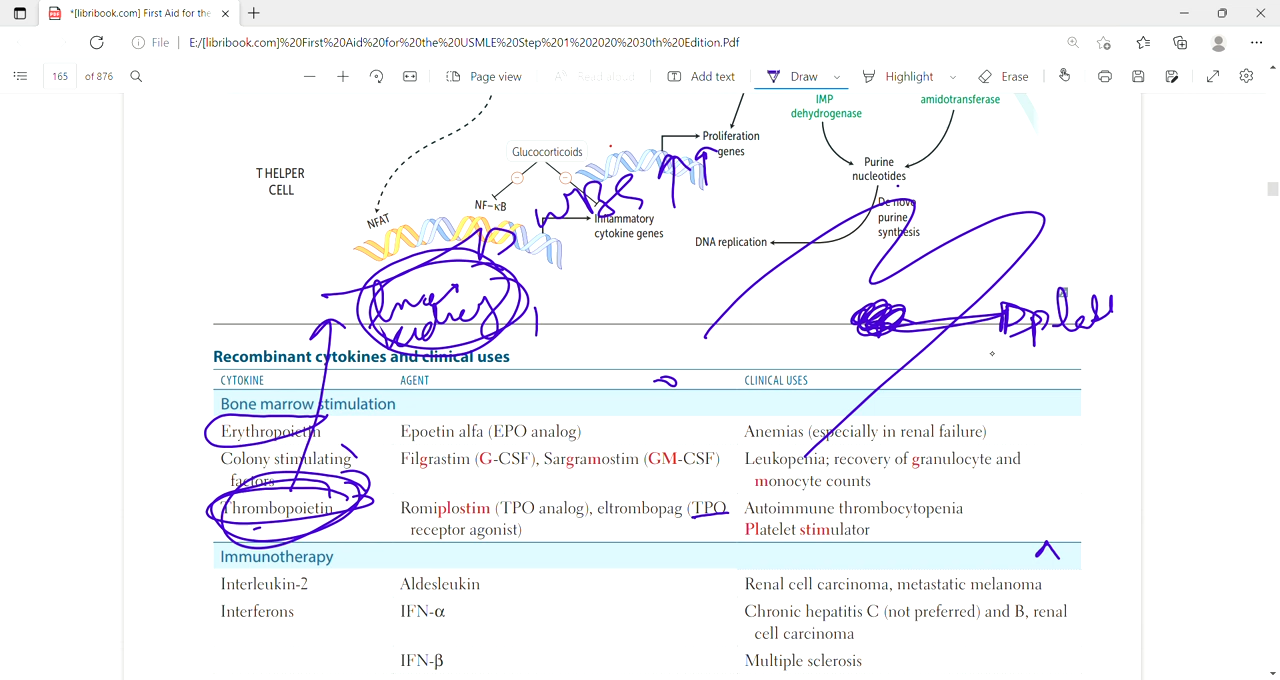 *[libribook.com] First Aid for the
File
E:/[libribook.com]%20First%20Aid%20for%20the%20USMLE%20Step%201%202020%2030th%20Edition.Pdf
165 of 876
Page view
Read aloud
Add text
Draw
Highlight
Erase
IMP
dehydrogenase
amidotransferase
Proliferation
genes
Glucocorticoids
T HELPER
CELL
Purine
nucleotides
NF-κB
NFAT
WBCs
Inflammatory
cytokine genes
De novo
purine
synthesis
DNA replication
kidney
Recombinant cytokines and clinical uses
CYTOKINE AGENT CLINICAL USES
Bone marrow stimulation
Erythropoietin Epoetin alfa (EPO analog) Anemias (especially in renal failure)
Colony stimulating Filgrastim (G-CSF), Sargramostim (GM-CSF) Leukopenia; recovery of granulocyte and
factors monocyte counts
Thrombopoietin Romiplostim (TPO analog), eltrombopag (TPO Autoimmune thrombocytopenia
receptor agonist) Platelet stimulator
Immunotherapy
Interleukin-2 Aldesleukin Renal cell carcinoma, metastatic melanoma
Interferons IFN-α Chronic hepatitis C (not preferred) and B, renal
cell carcinoma
IFN-β Multiple sclerosis